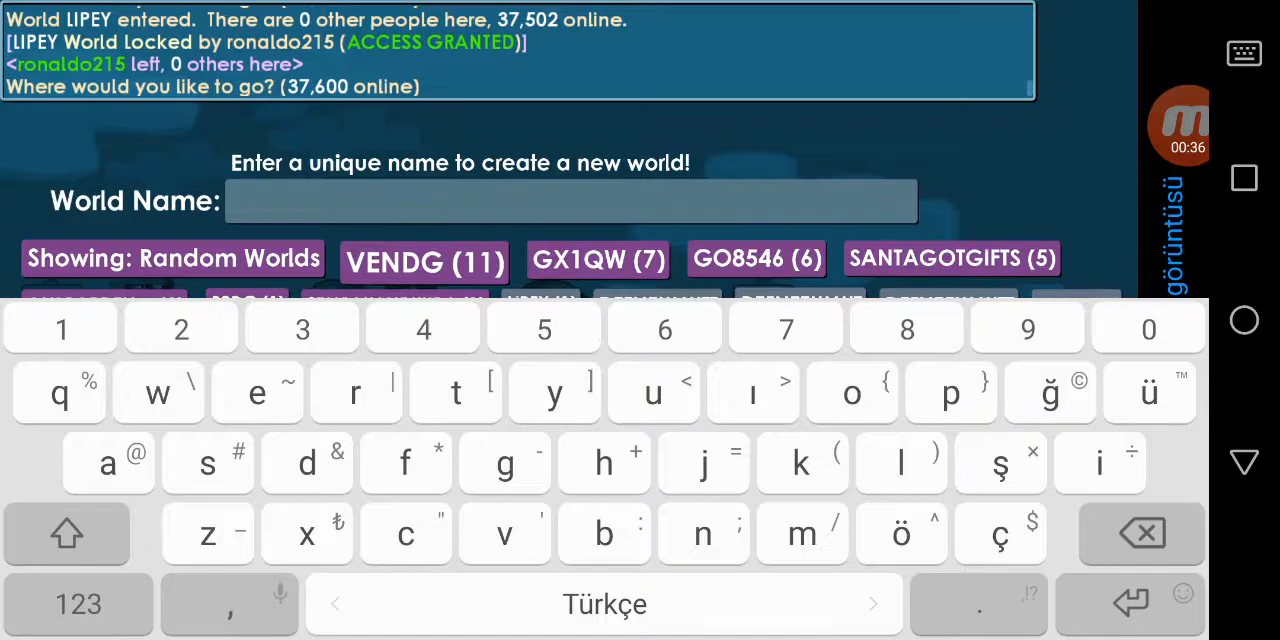 World LIPEY entered. There are 0 other people here, 37,502 online.
[LIPEY World Locked by ronaldo215 (ACCESS GRANTED)]
<ronaldo215 left, 0 others here>
Where would you like to go? (37,600 online)
Enter a unique name to create a new world!
World Name:
Showing: Random Worlds VENDG (11) GX1QW (7) GO8546 (6) SANTAGOTGIFTS (5)
00:36
görüntüsü
1 2 3 4 5 6 7 8 9 0
q % w \ e ~ r | t [ y ] u < ı > o { p } ğ © ü ™
a @ s # d & f * g - h + j = k ( l ) ş × i ÷
z _ x ₺ c " v ' b : n ; m / ö ^ ç $
123 , < Türkçe > . .!?